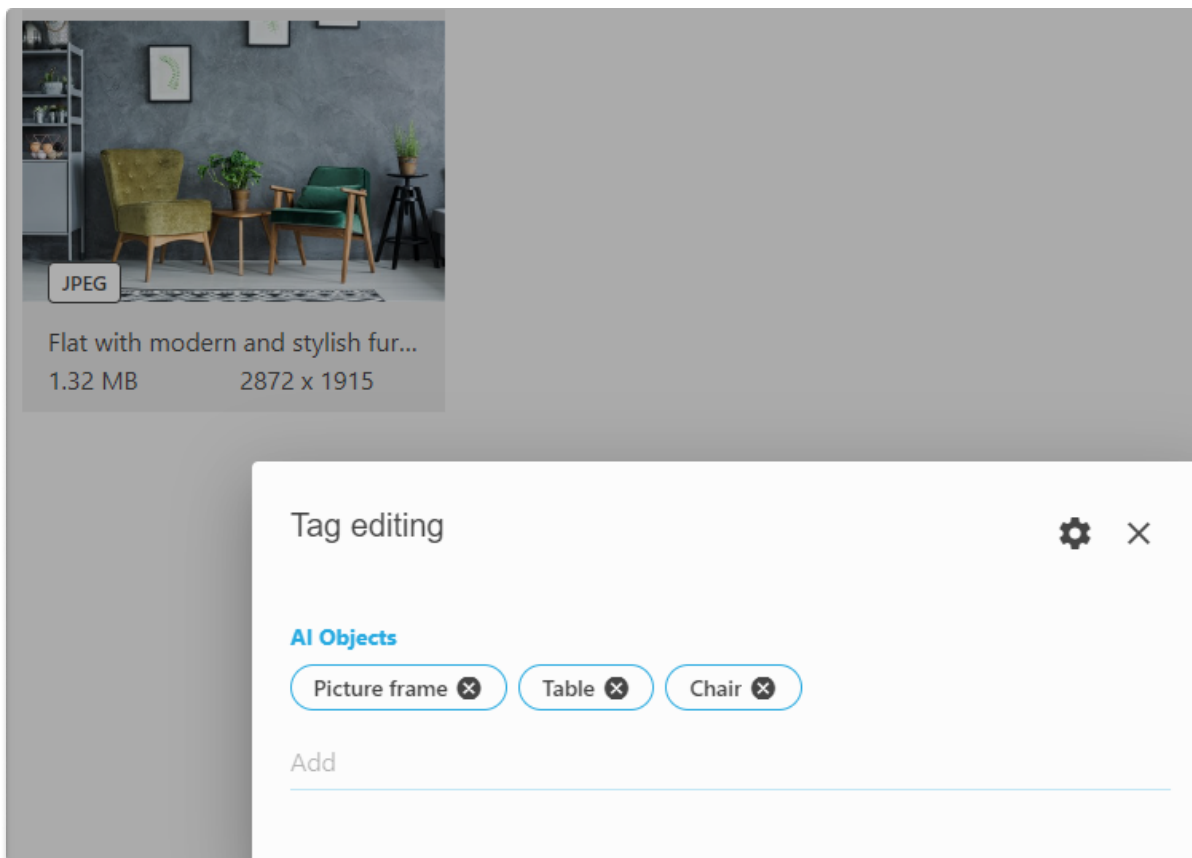 JPEG
Flat with modern and stylish fur...
1.32 MB 2872 x 1915
Tag editing
AI Objects
Picture frame Table Chair
Add